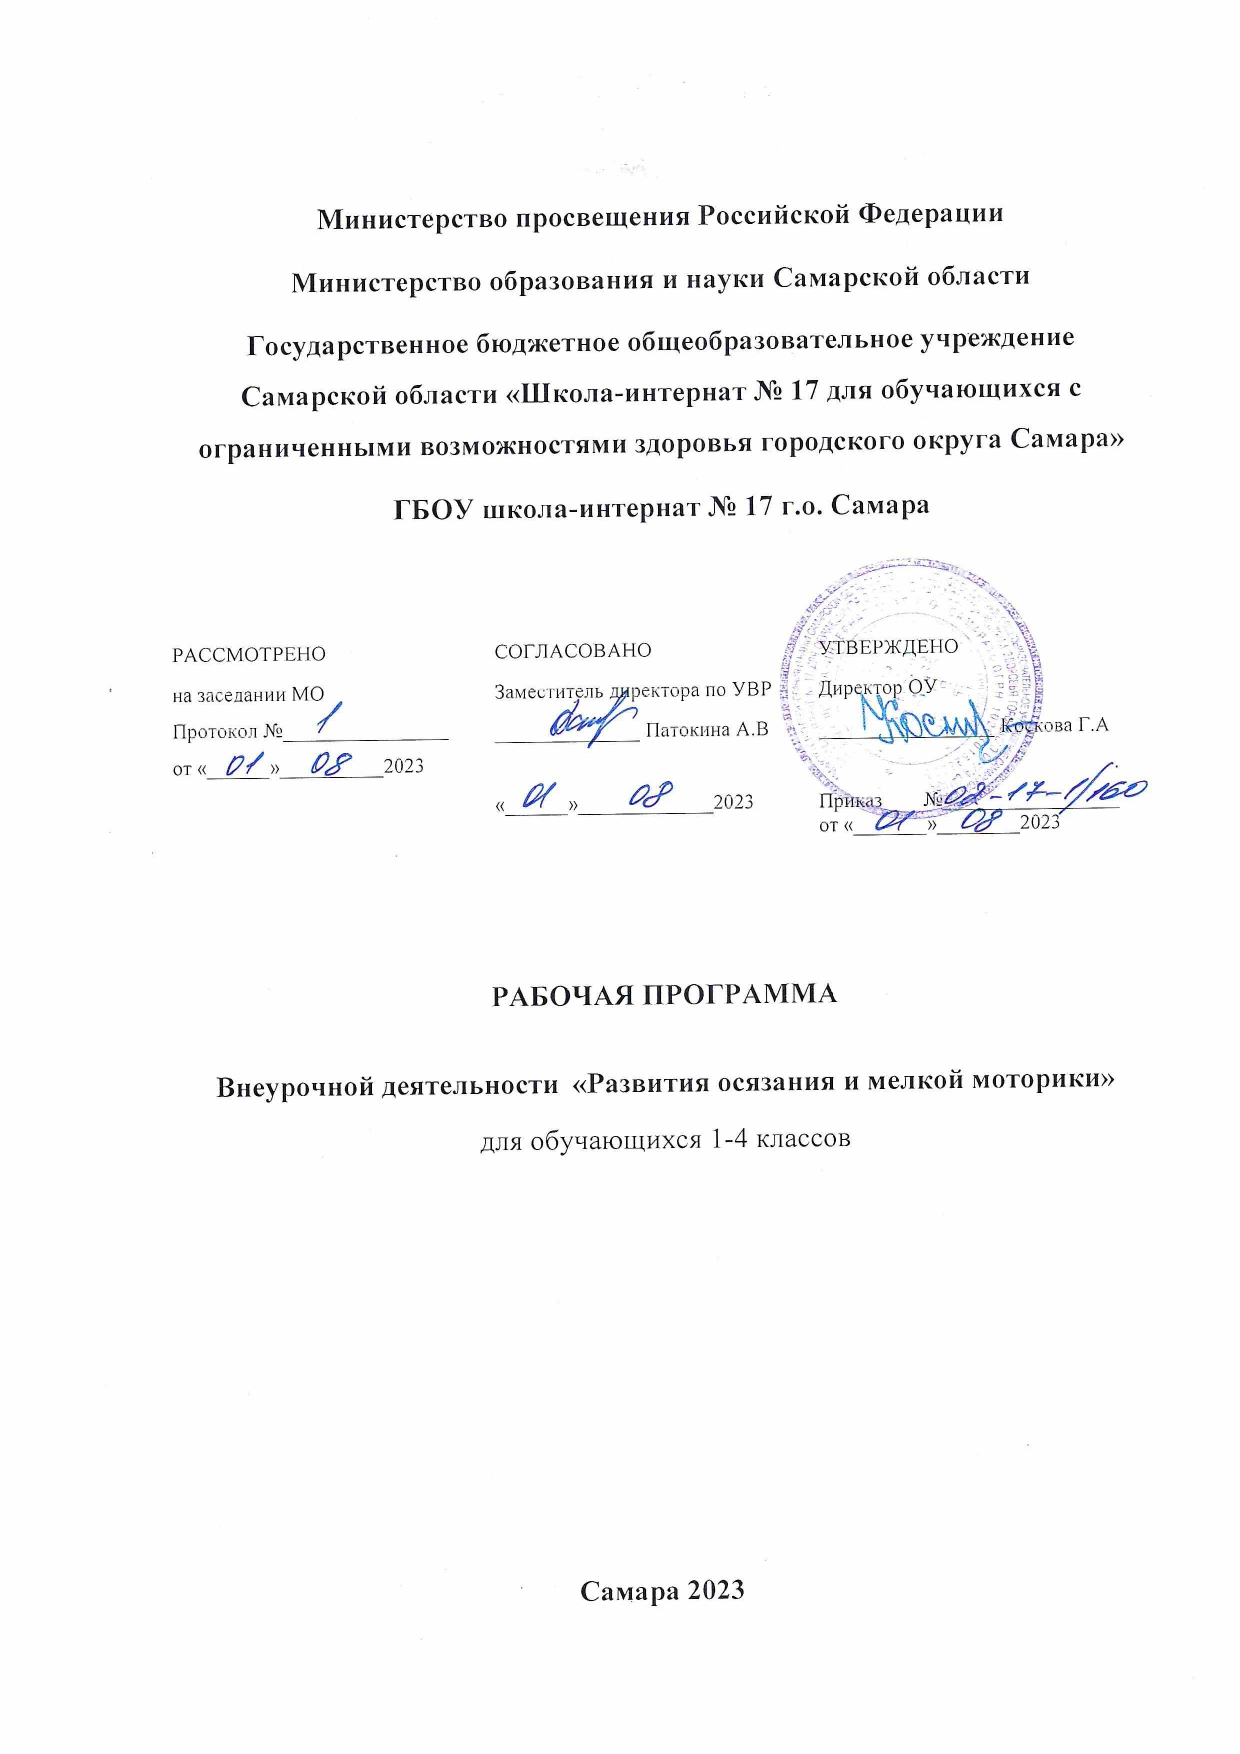 Министерство просвещения Российской Федерации
Министерство образования и науки Самарской области
Государственное бюджетное общеобразовательное учреждение
Самарской области «Школа-интернат № 17 для обучающихся с
ограниченными возможностями здоровья городского округа Самара»
ГБОУ школа-интернат № 17 г.о. Самара
РАССМОТРЕНО
на заседании МО
Протокол № 1
от « 01 » 08 2023
СОГЛАСОВАНО
Заместитель директора по УВР
Патокина А.В
« 01 » 08 2023
УТВЕРЖДЕНО
Директор ОУ
Коскова Г.А
Приказ № 02-17-1/160
от « 01 » 08 2023
РАБОЧАЯ ПРОГРАММА
Внеурочной деятельности «Развития осязания и мелкой моторики»
для обучающихся 1-4 классов
Самара 2023